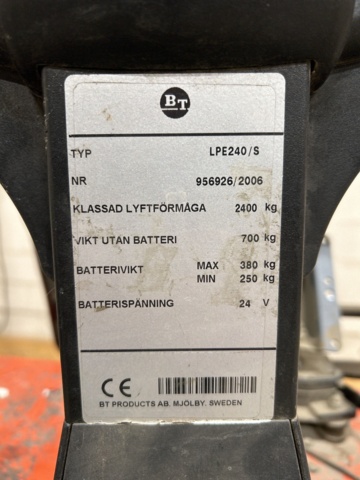 BT
TYP LPE240/S
NR 956926/2006
KLASSAD LYFTFÖRMÅGA 2400 kg
VIKT UTAN BATTERI 700 kg
BATTERIVIKT MAX 380 kg
MIN 250 kg
BATTERISPÄNNING 24 V
CE
BT PRODUCTS AB. MJÖLBY. SWEDEN